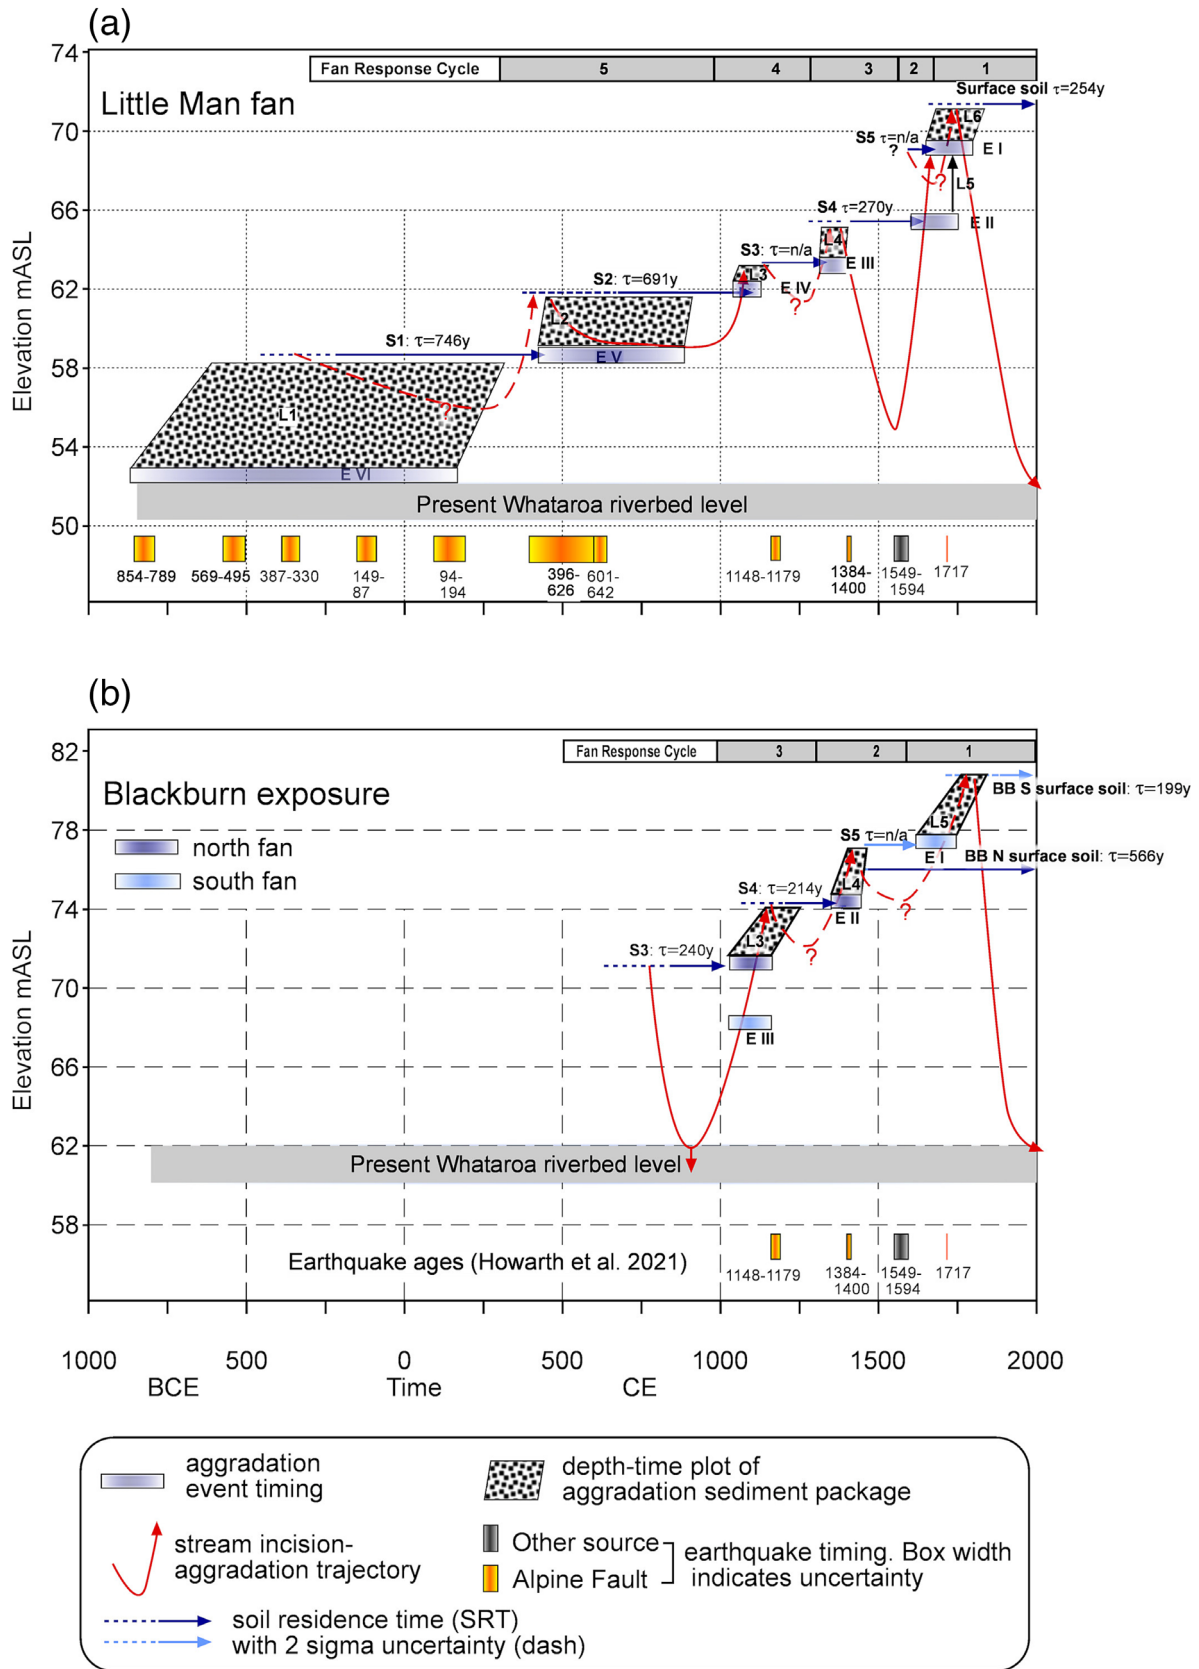 (a)
74
Fan Response Cycle 5 4 3 2 1
Little Man fan
Surface soil τ=254y
L6
70
S5 τ=n/a
?
E I
?
L5
66
S4 τ=270y
E II
L4
S3: τ=n/a
E III
L3
62
S2: τ=691y
E IV
?
L2
S1: τ=746y
E V
58
?
L1
54
E VI
Present Whataroa riverbed level
50
Elevation mASL
854-789
569-495
387-330
149-
87
94-
194
396-
626
601-
642
1148-1179
1384-
1400
1549-
1594
1717
(b)
82
Fan Response Cycle 3 2 1
Blackburn exposure
BB S surface soil: τ=199y
L5
78
S5 τ=n/a
north fan
E I
BB N surface soil: τ=566y
south fan
L4
S4: τ=214y
E II
?
74
L3
?
S3: τ=240y
70
E III
66
62
Present Whataroa riverbed level
58
Elevation mASL
Earthquake ages (Howarth et al. 2021)
1148-1179
1384-
1400
1549-
1594
1717
1000 500 0 500 1000 1500 2000
BCE Time CE
aggradation
event timing
depth-time plot of
aggradation sediment package
stream incision-
aggradation trajectory
Other source
Alpine Fault
earthquake timing. Box width
indicates uncertainty
soil residence time (SRT)
with 2 sigma uncertainty (dash)